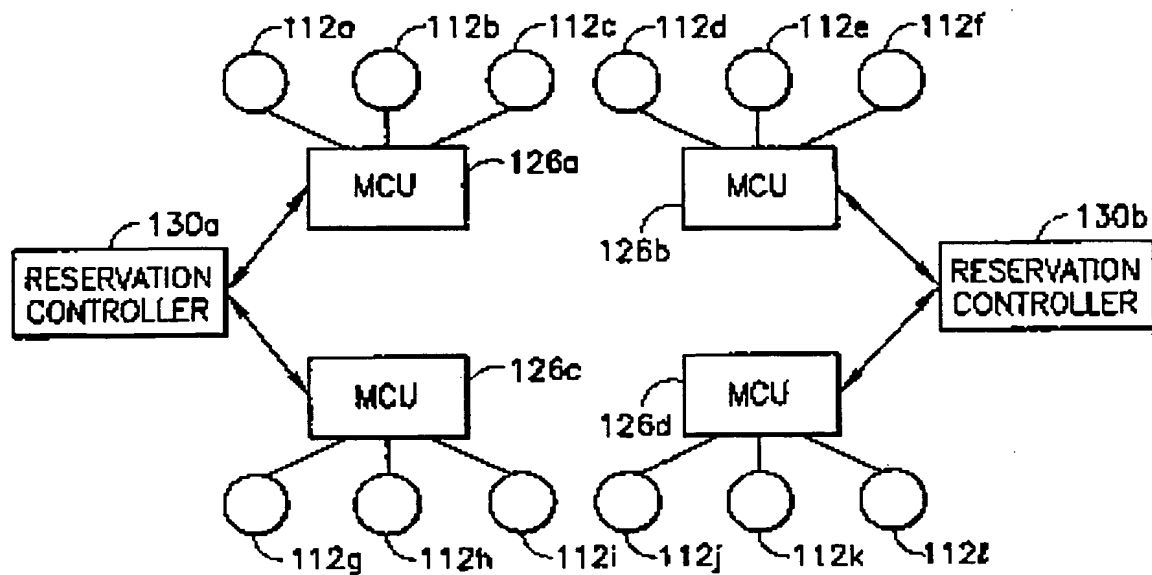 112a 112b 112c 112d 112e 112f
MCU 126a MCU
126b
130a 130b
RESERVATION
CONTROLLER
RESERVATION
CONTROLLER
MCU 126c MCU
126d
112g 112h 112i 112j 112k 112l